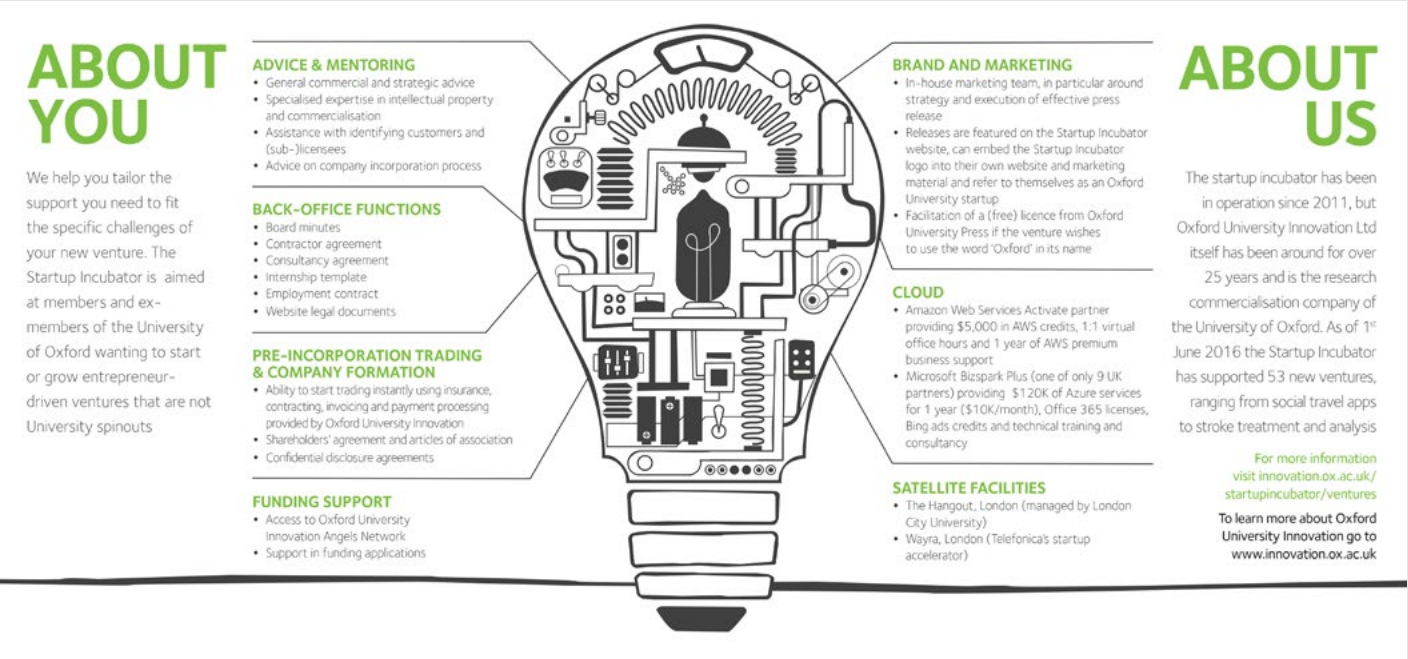 ABOUT
YOU
We help you tailor the
support you need to fit
the specific challenges of
your new venture. The
Startup Incubator is aimed
at members and ex-
members of the University
of Oxford wanting to start
or grow entrepreneur-
driven ventures that are not
University spinouts
ADVICE & MENTORING
• General commercial and strategic advice
• Specialised expertise in intellectual property
and commercialisation
• Assistance with identifying customers and
(sub-)licensees
• Advice on company incorporation process
BACK-OFFICE FUNCTIONS
• Board minutes
• Contractor agreement
• Consultancy agreement
• Internship template
• Employment contract
• Website legal documents
PRE-INCORPORATION TRADING
& COMPANY FORMATION
• Ability to start trading instantly using insurance,
contracting, invoicing and payment processing
provided by Oxford University Innovation
• Shareholders' agreement and articles of association
• Confidential disclosure agreements
FUNDING SUPPORT
• Access to Oxford University
Innovation Angels Network
• Support in funding applications
BRAND AND MARKETING
• In-house marketing team, in particular around
strategy and execution of effective press
release
• Releases are featured on the Startup Incubator
website, can embed the Startup Incubator
logo into their own website and marketing
material and refer to themselves as an Oxford
University startup
• Facilitation of a (free) licence from Oxford
University Press if the venture wishes
to use the word 'Oxford' in its name
CLOUD
• Amazon Web Services Activate partner
providing $5,000 in AWS credits, 1:1 virtual
office hours and 1 year of AWS premium
business support
• Microsoft Bizspark Plus (one of only 9 UK
partners) providing $120K of Azure services
for 1 year ($10K/month), Office 365 licenses,
Bing ads credits and technical training and
consultancy
SATELLITE FACILITIES
• The Hangout, London (managed by London
City University)
• Wayra, London (Telefonica's startup
accelerator)
ABOUT
US
The startup incubator has been
in operation since 2011, but
Oxford University Innovation Ltd
itself has been around for over
25 years and is the research
commercialisation company of
the University of Oxford. As of 1st
June 2016 the Startup Incubator
has supported 53 new ventures,
ranging from social travel apps
to stroke treatment and analysis
For more information
visit innovation.ox.ac.uk/
startupincubator/ventures
To learn more about Oxford
University Innovation go to
www.innovation.ox.ac.uk